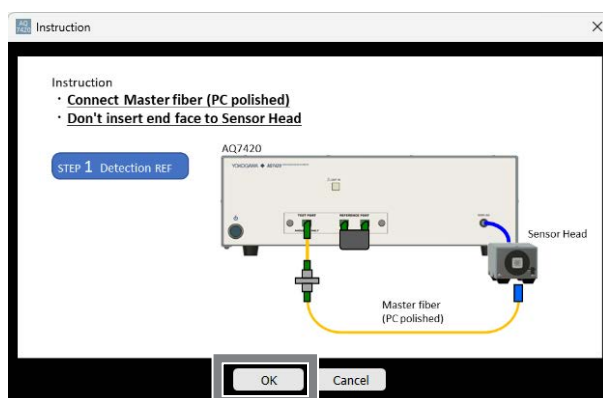 Instruction
Instruction
・Connect Master fiber (PC polished)
・Don't insert end face to Sensor Head
STEP 1 Detection REF
AQ7420
YOKOGAWA
TEST PORT
REFERENCE PORT
Sensor Head
Master fiber
(PC polished)
OK
Cancel